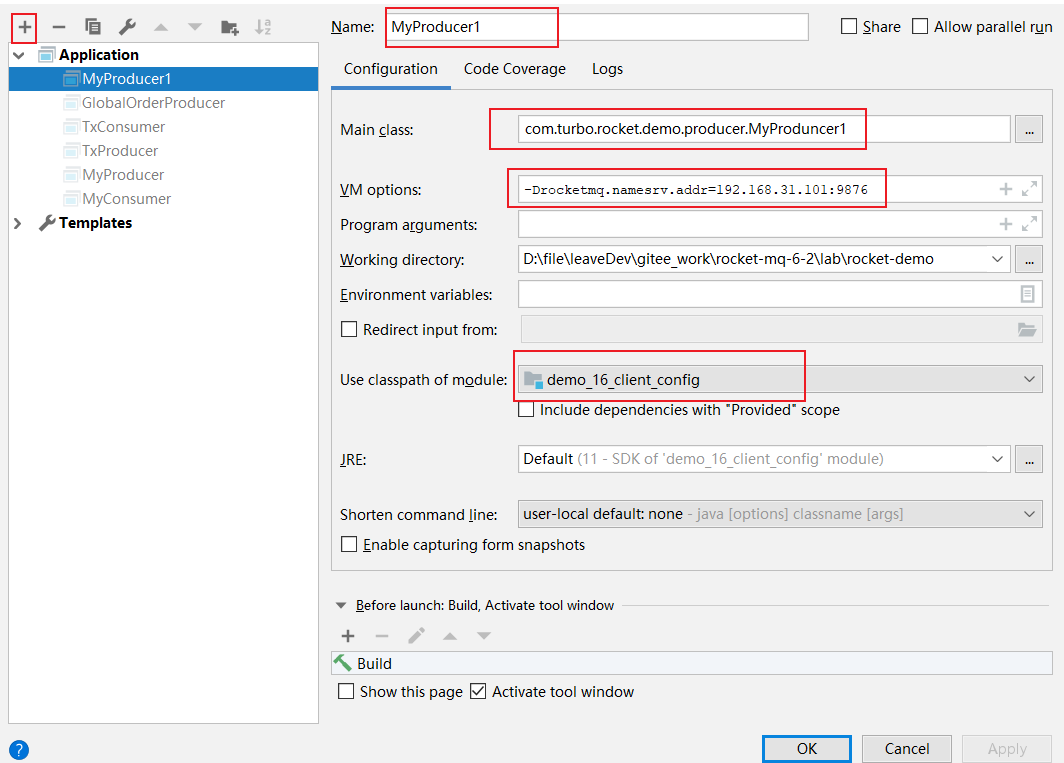 Name: MyProducer1 Share Allow parallel run
Application
MyProducer1
GlobalOrderProducer
TxConsumer
TxProducer
MyProducer
MyConsumer
Templates
Configuration Code Coverage Logs
Main class: com.turbo.rocket.demo.producer.MyProduncer1 ...
VM options: -Drocketmq.namesrv.addr=192.168.31.101:9876
Program arguments:
Working directory: D:\file\leaveDev\gitee_work\rocket-mq-6-2\lab\rocket-demo ...
Environment variables:
Redirect input from:
Use classpath of module: demo_16_client_config
Include dependencies with "Provided" scope
JRE: Default (11 - SDK of 'demo_16_client_config' module) ...
Shorten command line: user-local default: none - java [options] classname [args]
Enable capturing form snapshots
Before launch: Build, Activate tool window
Build
Show this page Activate tool window
? OK Cancel Apply